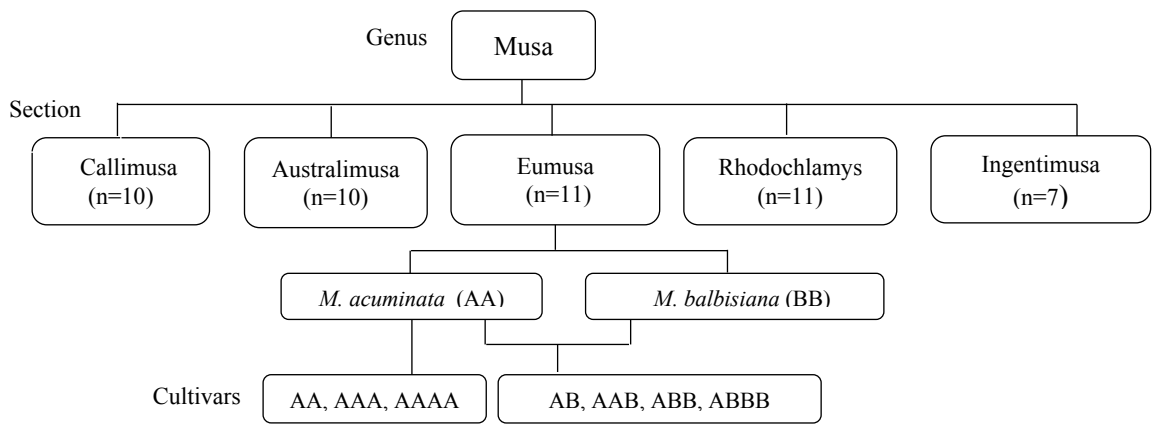 Genus
Musa
Section
Callimusa
(n=10)
Australimusa
(n=10)
Eumusa
(n=11)
Rhodochlamys
(n=11)
Ingentimusa
(n=7)
M. acuminata (AA)
M. balbisiana (BB)
Cultivars
AA, AAA, AAAA
AB, AAB, ABB, ABBB